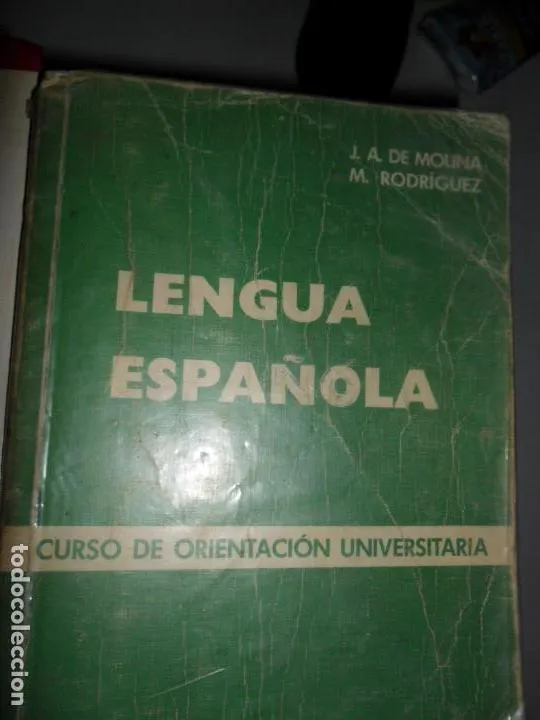 J. A. DE MOLINA
M. RODRÍGUEZ
LENGUA
ESPAÑOLA
CURSO DE ORIENTACIÓN UNIVERSITARIA
todocoleccion